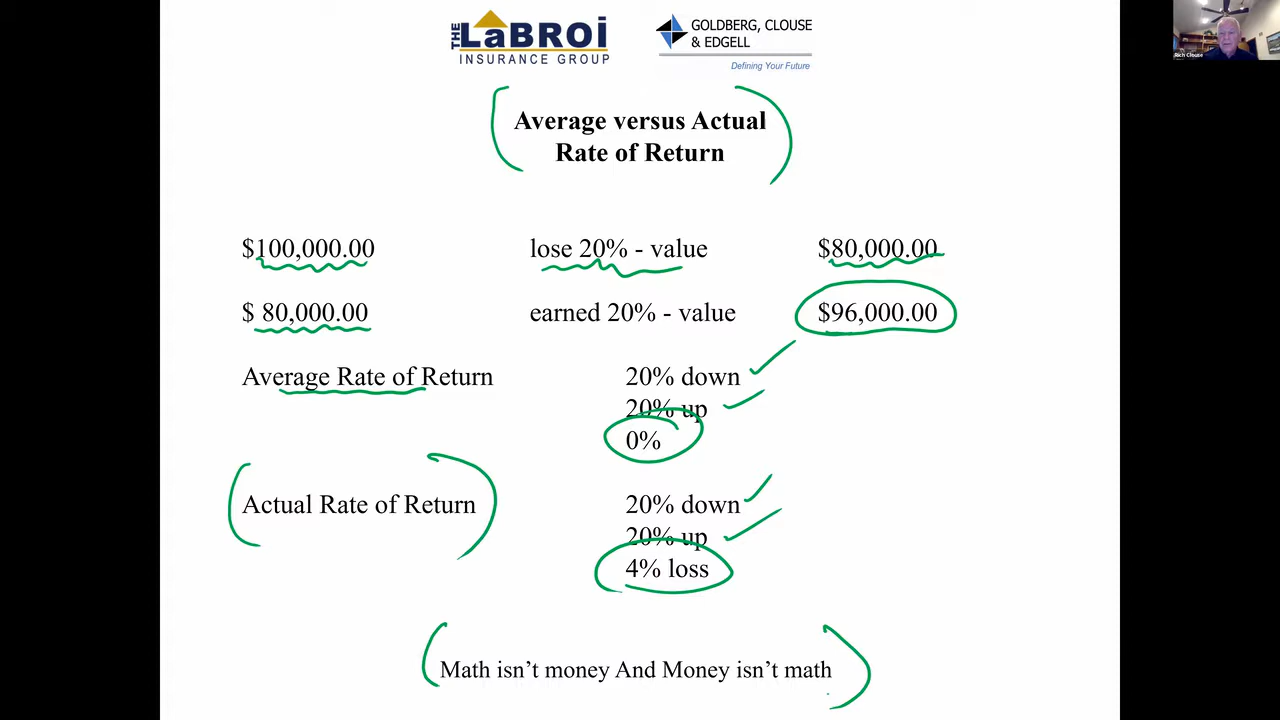 THE LaBROi
INSURANCE GROUP
GOLDBERG, CLOUSE
& EDGELL
Defining Your Future
Rich Clouse
Average versus Actual
Rate of Return
$100,000.00 lose 20% - value $80,000.00
$ 80,000.00 earned 20% - value $96,000.00
Average Rate of Return 20% down
20% up
0%
Actual Rate of Return 20% down
20% up
4% loss
Math isn’t money And Money isn’t math